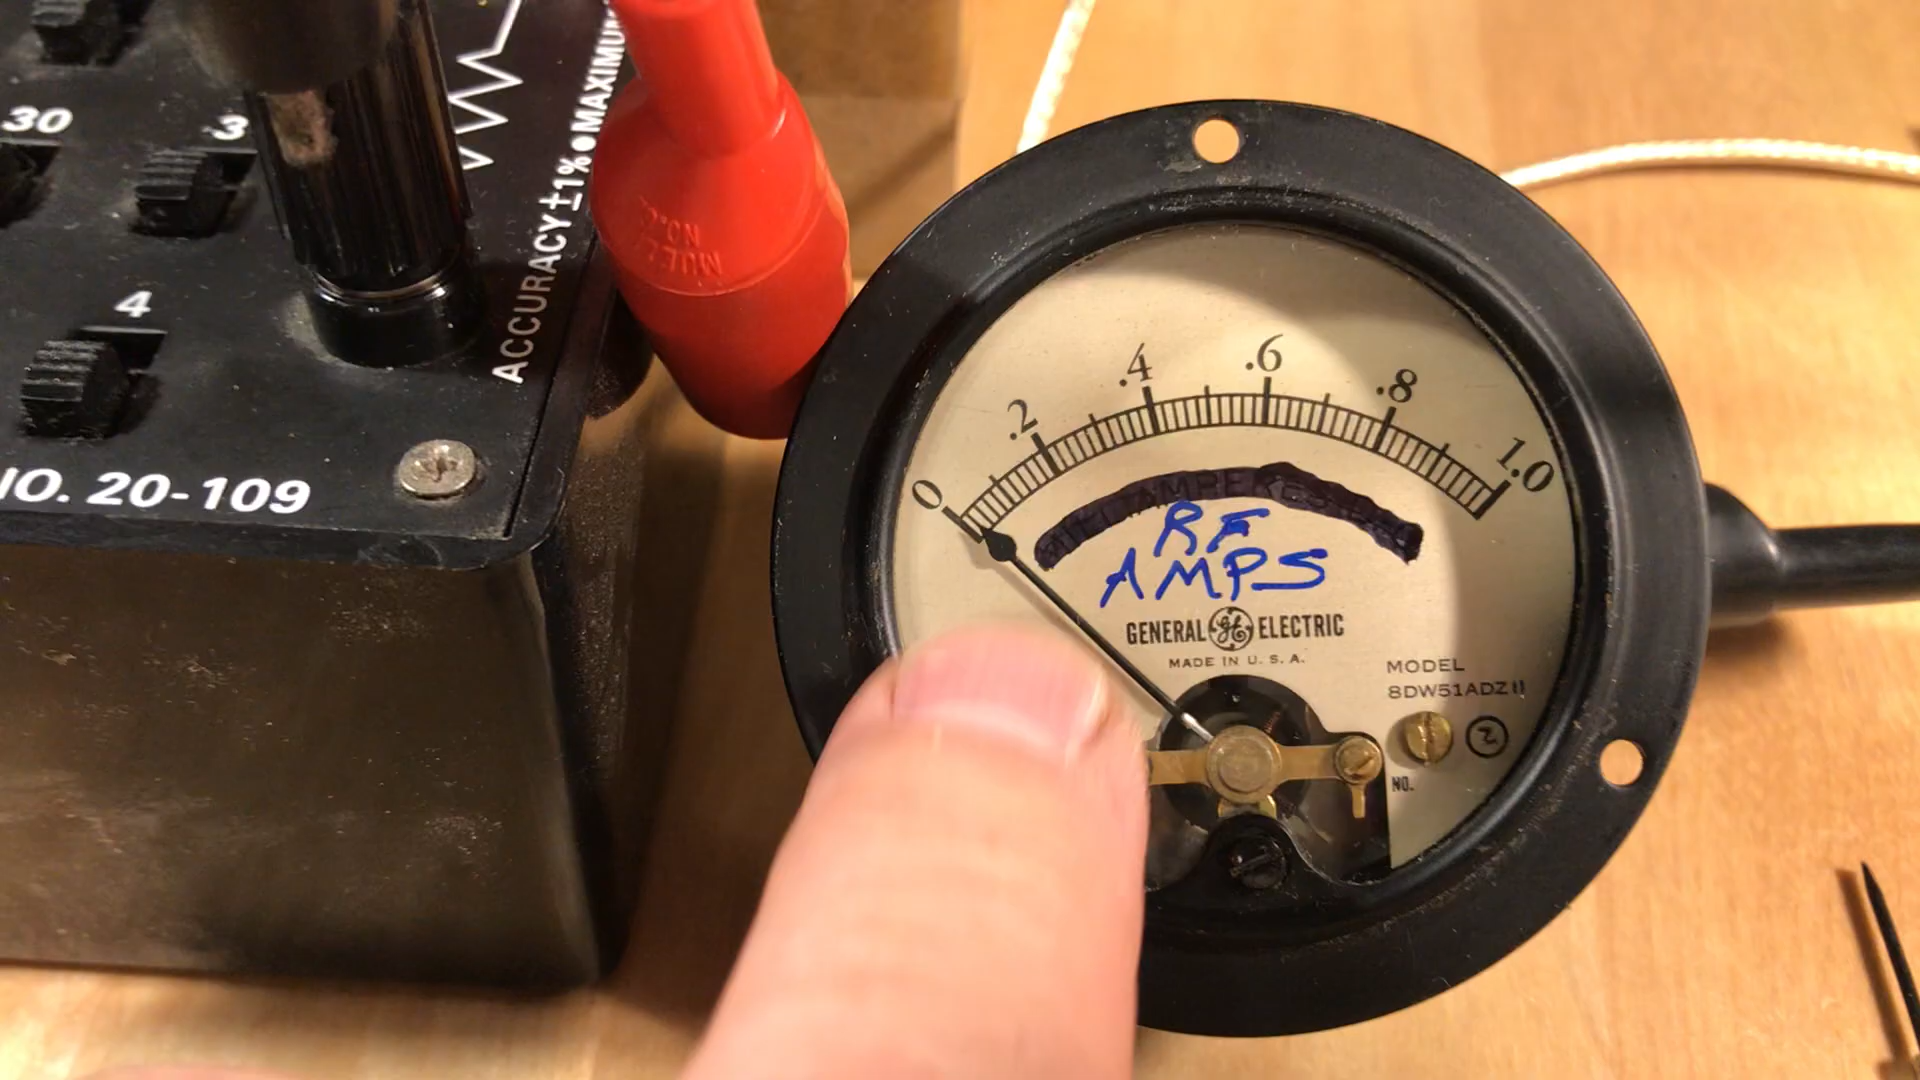 30
3
4
ACCURACY ±1% ● MAXIMUM
NO. 20-109
0 .2 .4 .6 .8 1.0
RF
AMPS
GENERAL GE ELECTRIC
MADE IN U. S. A.
MODEL
8DW51ADZ11
2
NO.